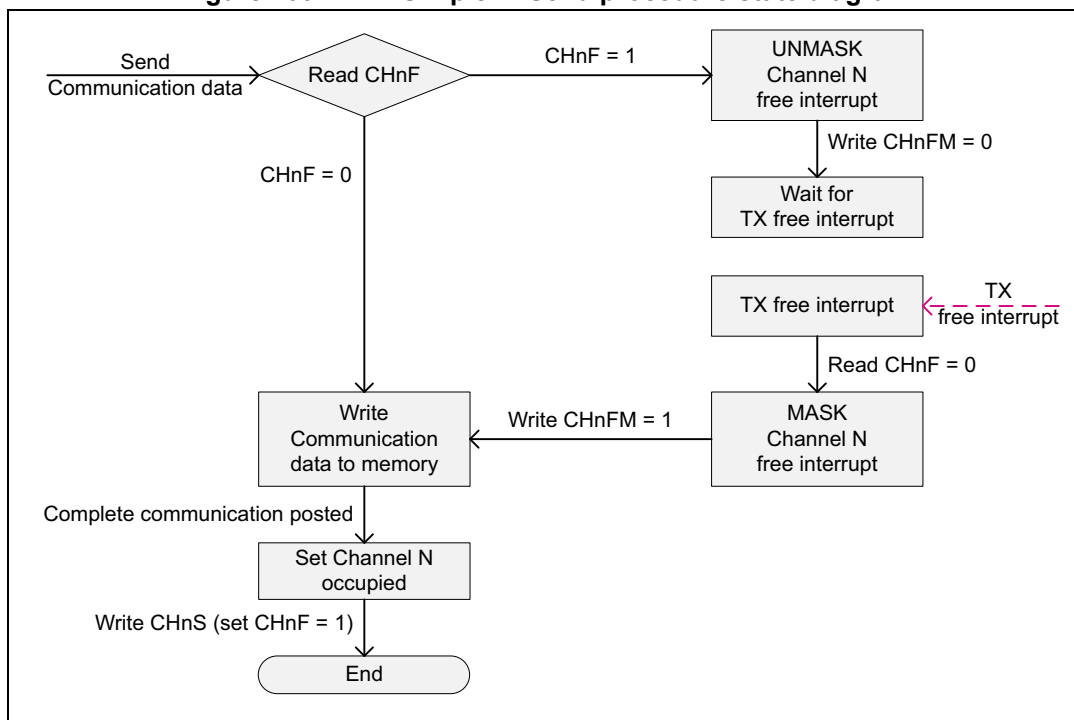 Send
Communication data
Read CHnF
CHnF = 1
UNMASK
Channel N
free interrupt
Write CHnFM = 0
CHnF = 0
Wait for
TX free interrupt
TX free interrupt
TX
free interrupt
Read CHnF = 0
Write
Communication
data to memory
Write CHnFM = 1
MASK
Channel N
free interrupt
Complete communication posted
Set Channel N
occupied
Write CHnS (set CHnF = 1)
End